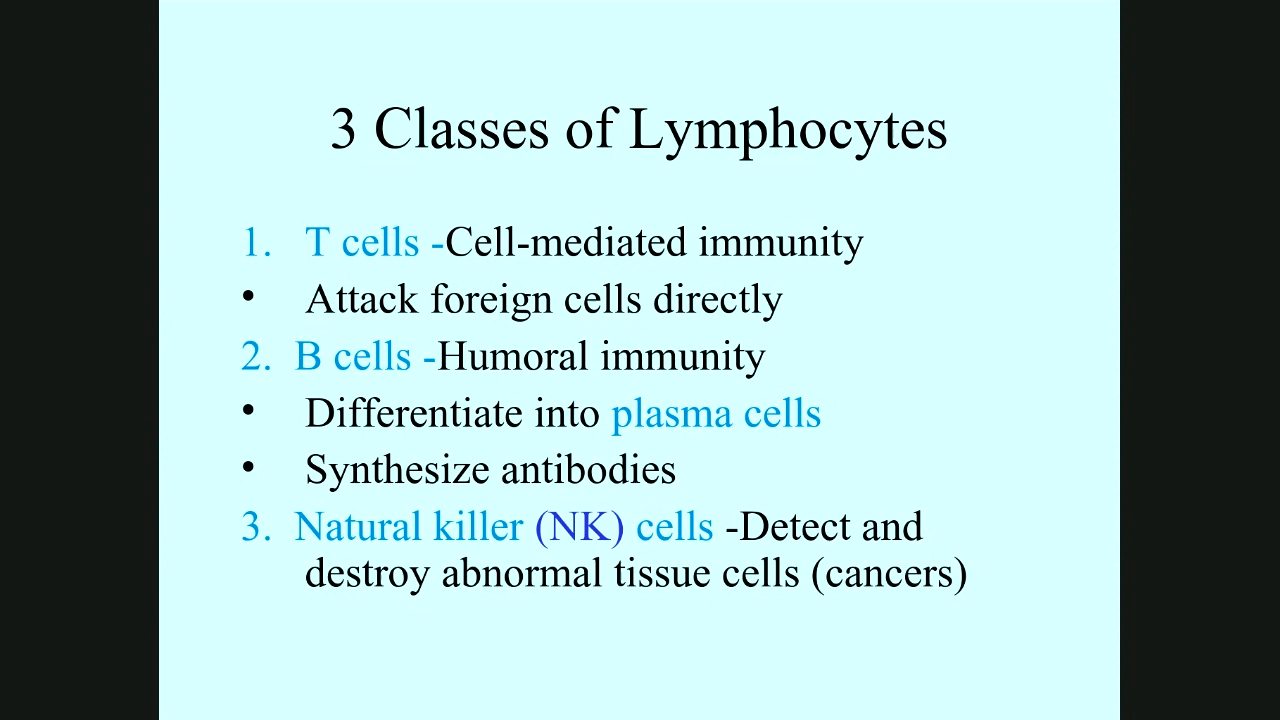 3 Classes of Lymphocytes
1. T cells -Cell-mediated immunity
• Attack foreign cells directly
2. B cells -Humoral immunity
• Differentiate into plasma cells
• Synthesize antibodies
3. Natural killer (NK) cells -Detect and
destroy abnormal tissue cells (cancers)